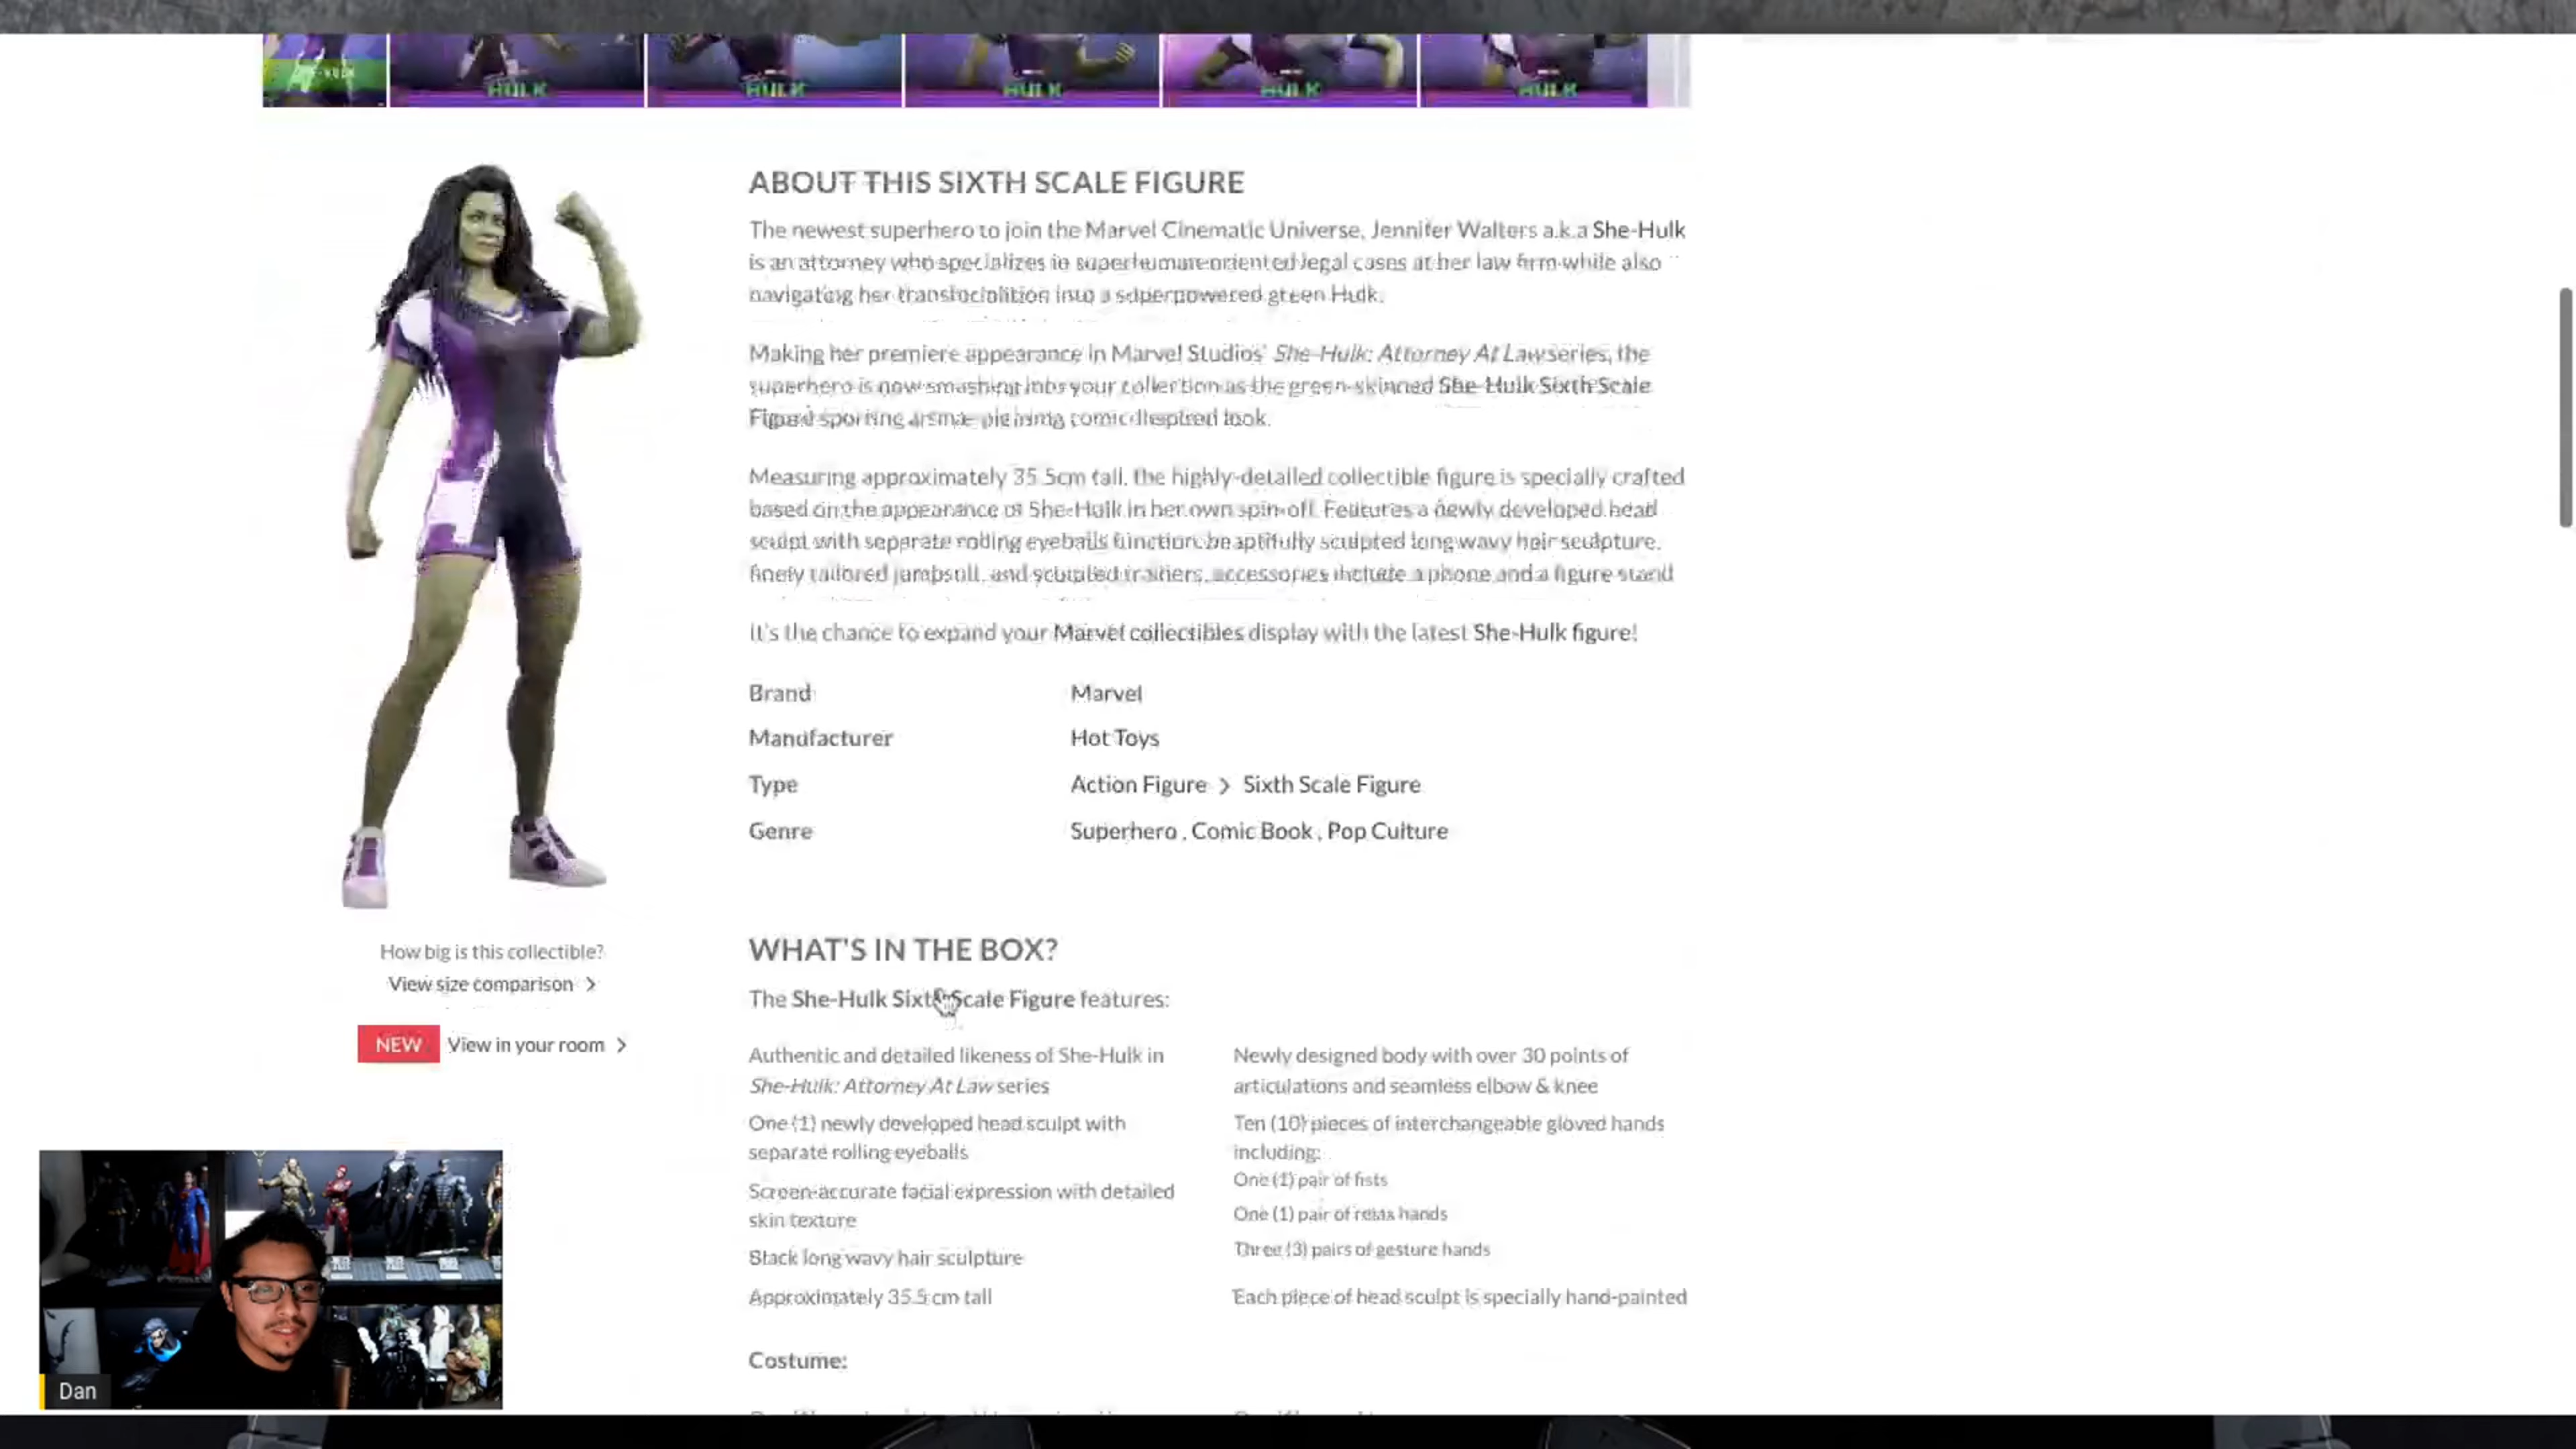 HULK
HULK
HULK
HULK
HULK
ABOUT THIS SIXTH SCALE FIGURE
The newest superhero to join the Marvel Cinematic Universe, Jennifer Walters a.k.a She-Hulk
is an attorney who specializes in superhuman-oriented legal cases at her law firm while also
navigating her into a superpowered green Hulk.
Making her premiere appearance in Marvel Studios' She-Hulk: Attorney At Law series, the
superhero is now smashing into your collection as the green-skinned She-Hulk Sixth Scale
Figure sporting comic look.
Measuring approximately 35.5cm tall, the highly-detailed collectible figure is specially crafted
based on the appearance of She-Hulk in her own spin-off. Features a newly developed head
sculpt with separate rolling eyeballs function, beautifully sculpted long wavy hair sculpture,
finely tailored jumpsuit, and sculpted trainers, accessories include a phone and a figure stand
It's the chance to expand your Marvel collectibles display with the latest She-Hulk figure!
Brand Marvel
Manufacturer Hot Toys
Type Action Figure > Sixth Scale Figure
Genre Superhero , Comic Book , Pop Culture
How big is this collectible?
View size comparison >
NEW View in your room >
WHAT'S IN THE BOX?
The She-Hulk Sixth Scale Figure features:
Authentic and detailed likeness of She-Hulk in
She-Hulk: Attorney At Law series
One (1) newly developed head sculpt with
separate rolling eyeballs
Screen-accurate facial expression with detailed
skin texture
Black long wavy hair sculpture
Approximately 35.5 cm tall
Newly designed body with over 30 points of
articulations and seamless elbow & knee
Ten (10) pieces of interchangeable gloved hands
including:
One (1) pair of fists
One (1) pair of relax hands
Three (3) pairs of gesture hands
Each piece of head sculpt is specially hand-painted
Costume:
Dan